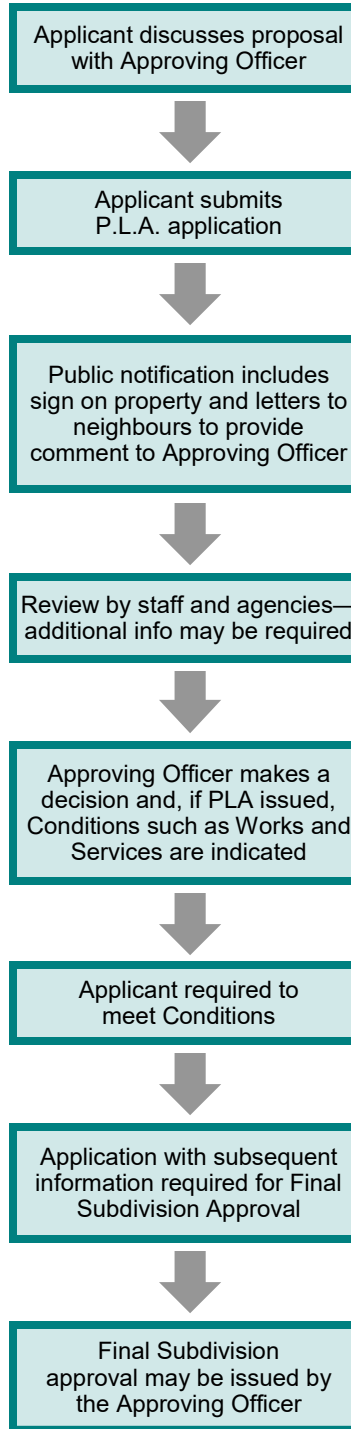 Applicant discusses proposal
with Approving Officer
Applicant submits
P.L.A. application
Public notification includes
sign on property and letters to
neighbours to provide
comment to Approving Officer
Review by staff and agencies—
additional info may be required
Approving Officer makes a
decision and, if PLA issued,
Conditions such as Works and
Services are indicated
Applicant required to
meet Conditions
Application with subsequent
information required for Final
Subdivision Approval
Final Subdivision
approval may be issued by
the Approving Officer